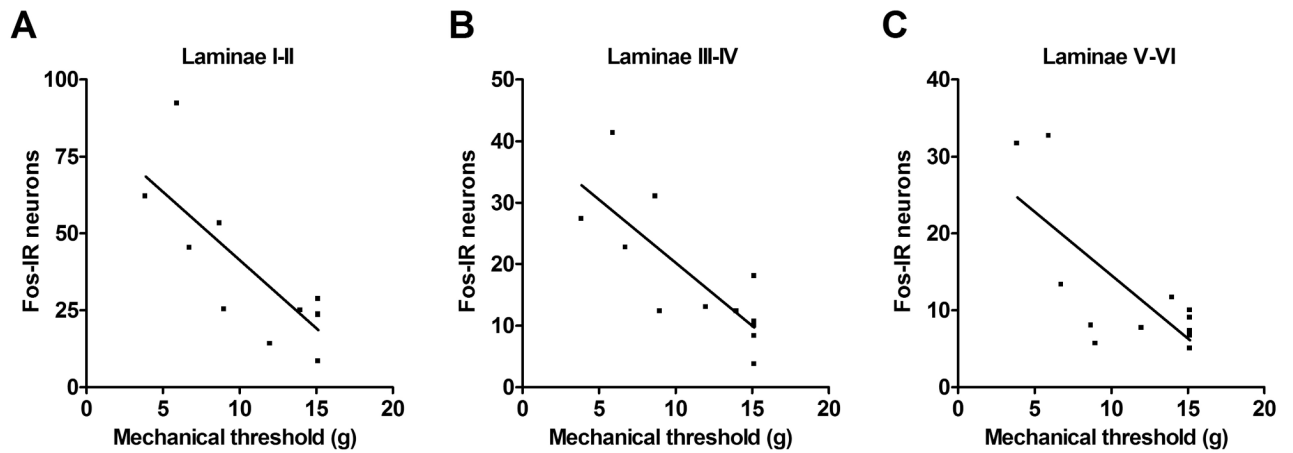 A
Laminae I-II
Fos-IR neurons
100
75
50
25
0
0 5 10 15 20
Mechanical threshold (g)
B
Laminae III-IV
Fos-IR neurons
50
40
30
20
10
0
0 5 10 15 20
Mechanical threshold (g)
C
Laminae V-VI
Fos-IR neurons
40
30
20
10
0
0 5 10 15 20
Mechanical threshold (g)